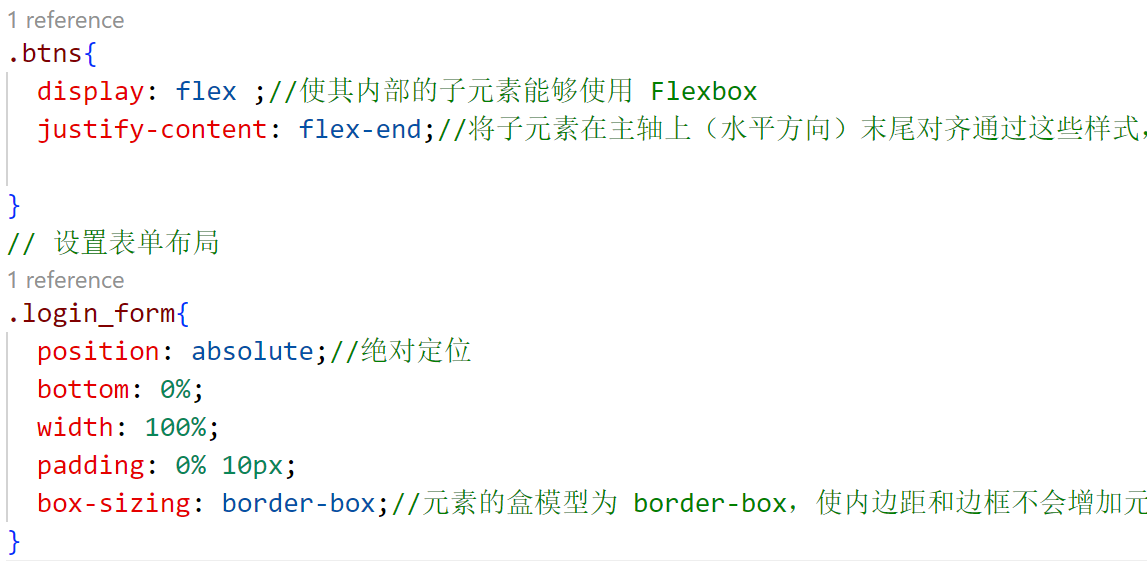 1 reference
.btns{
display: flex ;//使其内部的子元素能够使用 Flexbox
justify-content: flex-end;//将子元素在主轴上（水平方向）末尾对齐通过这些样式，
}
// 设置表单布局
1 reference
.login_form{
position: absolute;//绝对定位
bottom: 0%;
width: 100%;
padding: 0% 10px;
box-sizing: border-box;//元素的盒模型为 border-box，使内边距和边框不会增加元
}